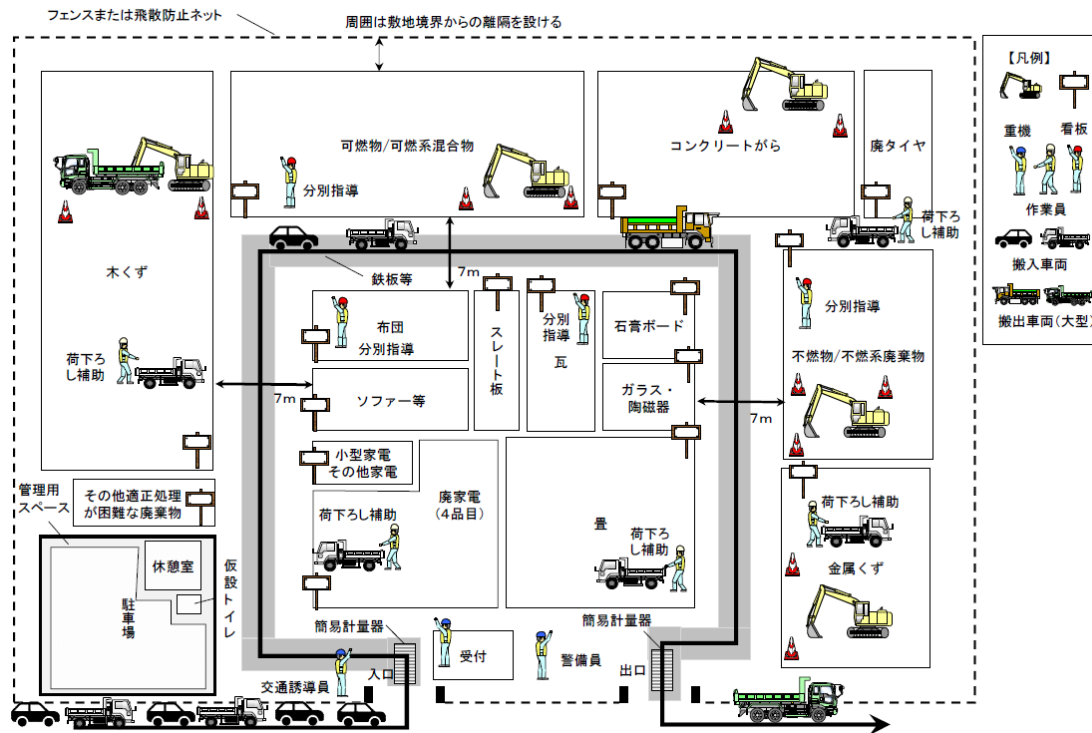 フェンスまたは飛散防止ネット
周囲は敷地境界からの離隔を設ける
【凡例】
重機
看板
作業員
搬入車両
搬出車両(大型)
可燃物/可燃系混合物
分別指導
コンクリートがら
廃タイヤ
荷下ろ
し補助
木くず
鉄板等
7m
布団
分別指導
スレート板
分別
指導
瓦
石膏ボード
分別指導
不燃物/不燃系廃棄物
荷下ろ
し補助
7m
ソファー等
ガラス・
陶磁器
7m
小型家電
その他家電
管理用
スペース
その他適正処理
が困難な廃棄物
廃家電
(4品目)
荷下ろし補助
畳
荷下ろ
し補助
荷下ろし補助
金属くず
休憩室
仮設トイレ
駐車場
簡易計量器
入口
受付
警備員
簡易計量器
出口
交通誘導員